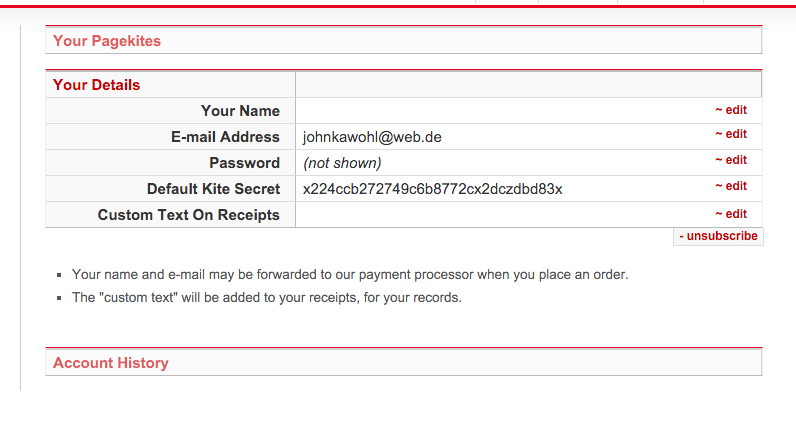 Your Pagekites
Your Details
Your Name ~ edit
E-mail Address johnkawohl@web.de ~ edit
Password (not shown) ~ edit
Default Kite Secret x224ccb272749c6b8772cx2dczdbd83x ~ edit
Custom Text On Receipts ~ edit
- unsubscribe
Your name and e-mail may be forwarded to our payment processor when you place an order.
The "custom text" will be added to your receipts, for your records.
Account History